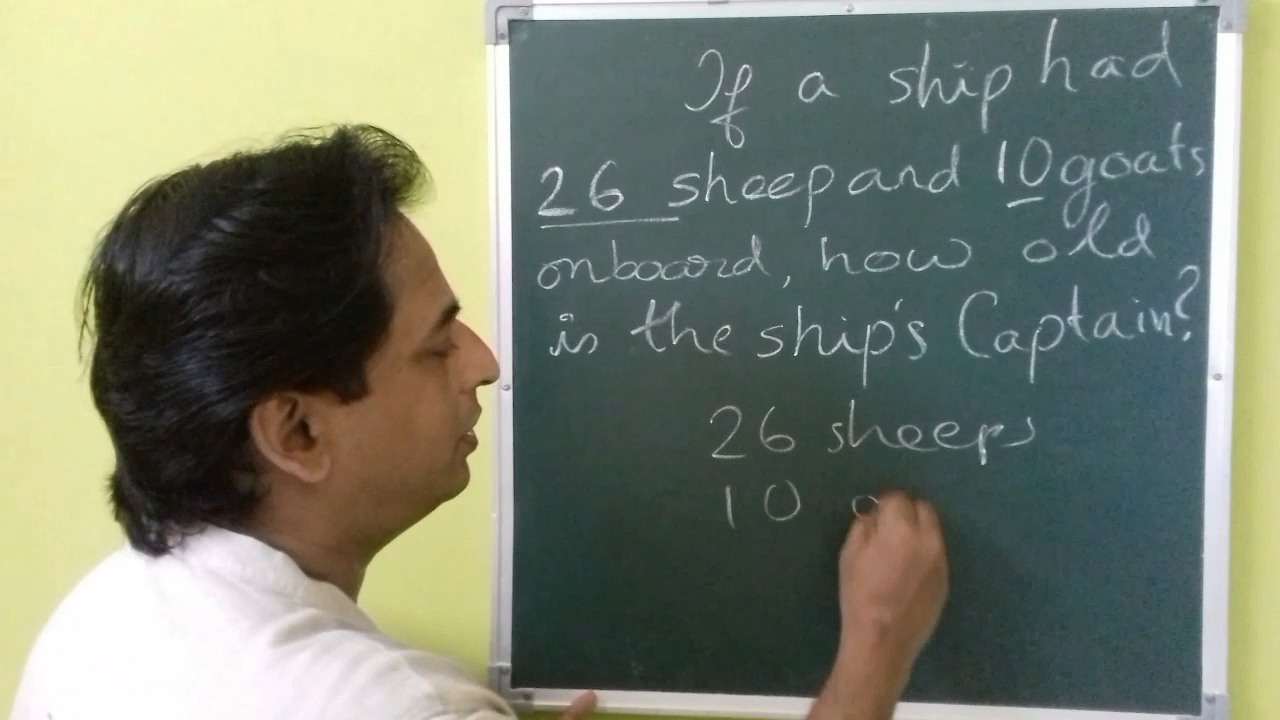 If a ship had
26 sheep and 10 goats
onboard, how old
is the ship's Captain?
26 sheeps
10